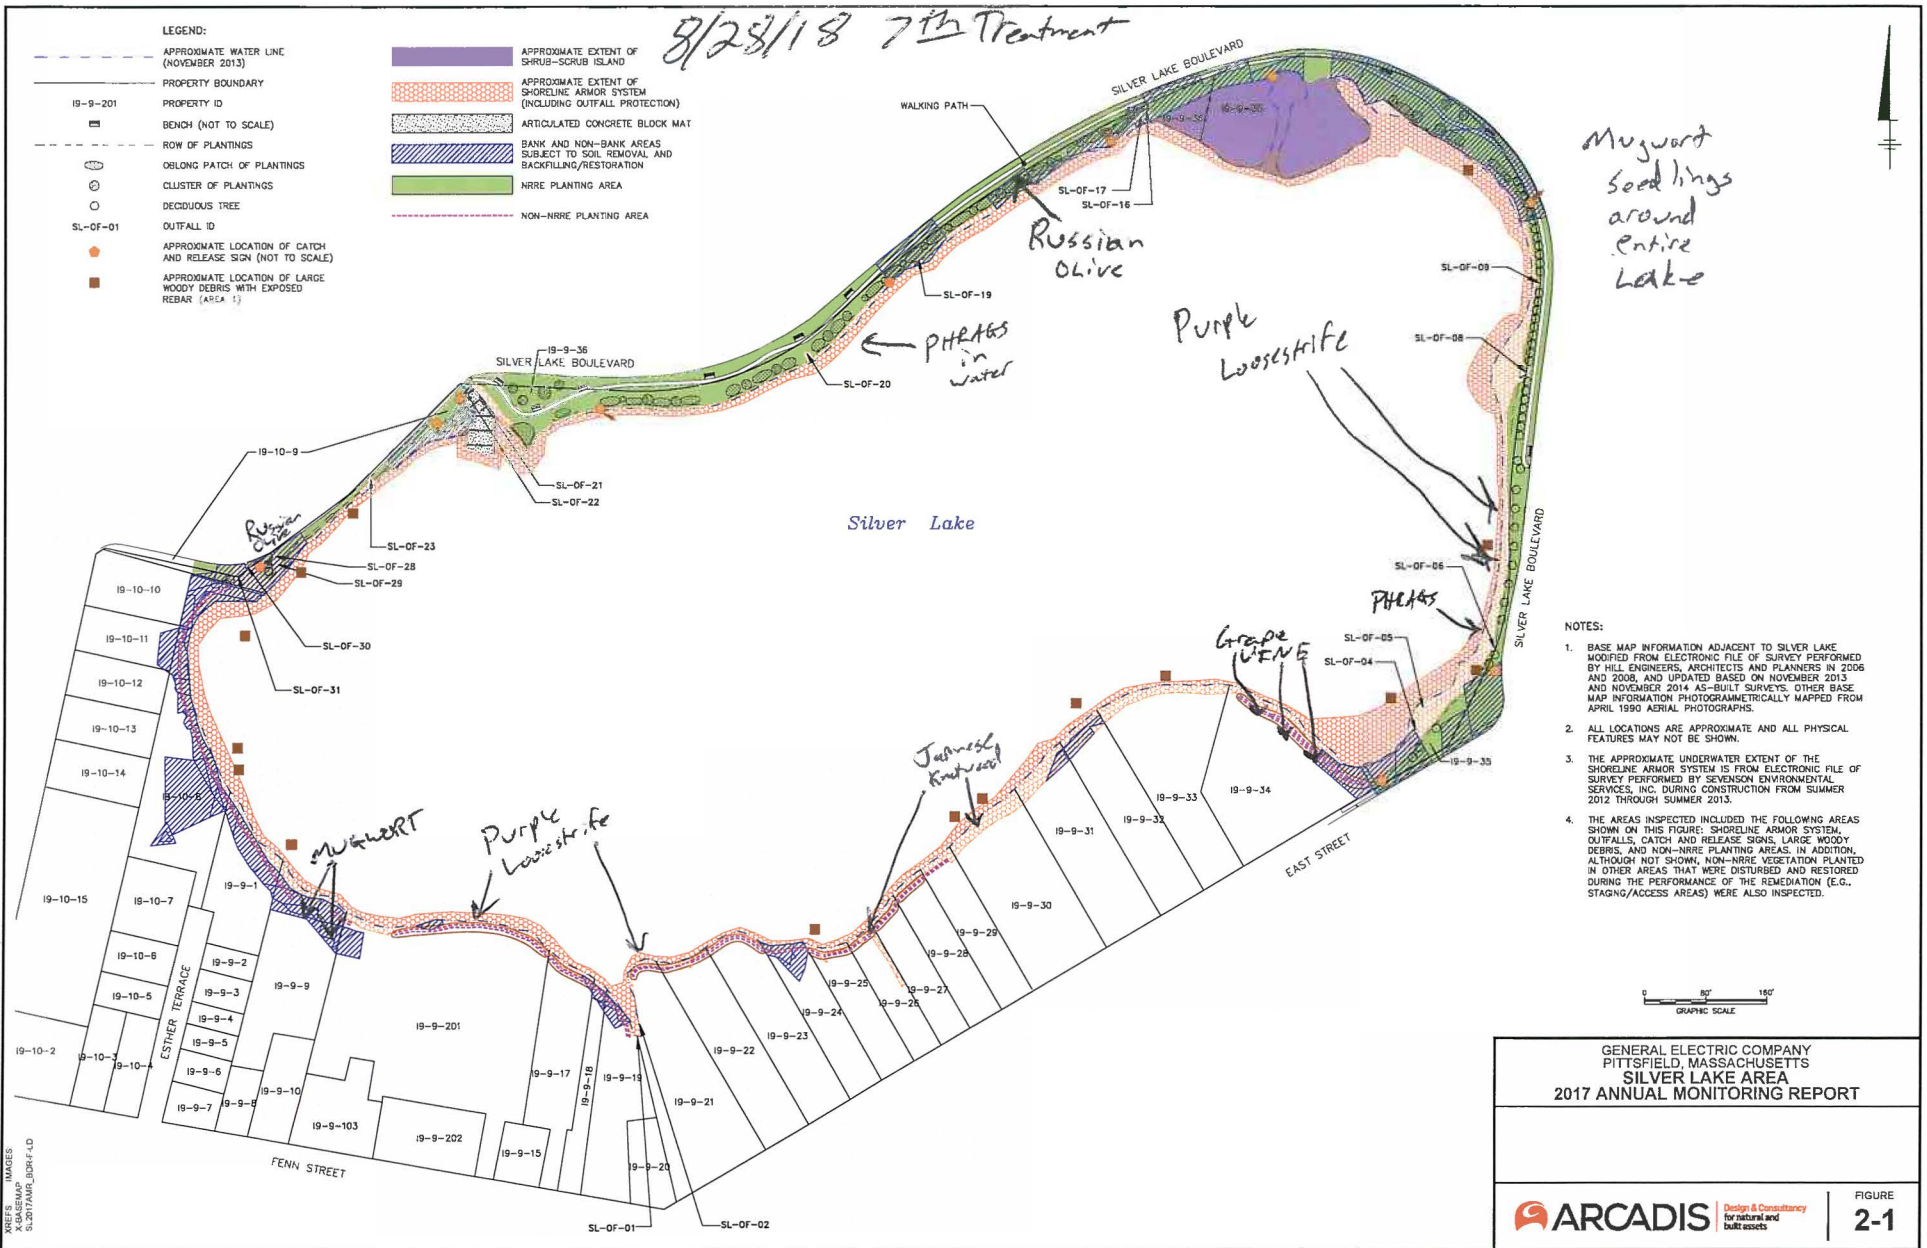 8/28/18 7th Treatment
LEGEND:
APPROXIMATE WATER LINE
(NOVEMBER 2013)
PROPERTY BOUNDARY
19-9-201
PROPERTY ID
BENCH (NOT TO SCALE)
ROW OF PLANTINGS
OBLONG PATCH OF PLANTINGS
CLUSTER OF PLANTINGS
DECIDUOUS TREE
SL-OF-01
OUTFALL ID
APPROXIMATE LOCATION OF CATCH
AND RELEASE SIGN (NOT TO SCALE)
APPROXIMATE LOCATION OF LARGE
WOODY DEBRIS WITH EXPOSED
REBAR (AREA 1)
APPROXIMATE EXTENT OF
SHRUB-SCRUB ISLAND
APPROXIMATE EXTENT OF
SHORELINE ARMOR SYSTEM
(INCLUDING OUTFALL PROTECTION)
ARTICULATED CONCRETE BLOCK MAT
BANK AND NON-BANK AREAS
SUBJECT TO SOIL REMOVAL AND
BACKFILLING/RESTORATION
NRRE PLANTING AREA
NON-NRRE PLANTING AREA
SILVER LAKE BOULEVARD
WALKING PATH
19-9-36
SL-OF-17
SL-OF-16
Russian
Olive
Mugwort
Seedlings
around
entire
Lake
SL-OF-09
SL-OF-19
Purple
Loosestrife
PHRAGS
in
water
SL-OF-08
19-9-36
SILVER LAKE BOULEVARD
SL-OF-20
19-10-9
SL-OF-21
SL-OF-22
Silver Lake
Russian
Olive
SL-OF-23
SL-OF-28
SL-OF-29
SL-OF-06
SILVER LAKE BOULEVARD
PHRAGS
19-10-10
19-10-11
SL-OF-30
Grape
VINE
SL-OF-05
SL-OF-04
19-10-12
SL-OF-31
19-10-13
19-10-14
19-10-8
Japanese
Knotweed
19-9-35
19-9-34
19-9-33
19-9-32
19-9-31
MUGWORT
Purple
Loosestrife
EAST STREET
19-10-15
19-10-7
19-9-1
19-9-30
19-9-29
19-9-28
19-9-27
19-9-26
19-9-25
19-9-24
19-9-23
19-9-22
19-9-21
19-10-6
19-10-5
19-9-2
19-9-3
19-9-4
19-9-5
19-9-6
19-9-7
19-9-8
19-9-9
19-9-10
19-9-201
ESTHER TERRACE
19-10-2
19-10-3
19-10-4
19-9-103
19-9-202
19-9-15
19-9-17
19-9-18
19-9-19
19-9-20
FENN STREET
SL-OF-01
SL-OF-02
NOTES:
1. BASE MAP INFORMATION ADJACENT TO SILVER LAKE
MODIFIED FROM ELECTRONIC FILE OF SURVEY PERFORMED
BY HILL ENGINEERS, ARCHITECTS AND PLANNERS IN 2006
AND 2008, AND UPDATED BASED ON NOVEMBER 2013
AND NOVEMBER 2014 AS-BUILT SURVEYS. OTHER BASE
MAP INFORMATION PHOTOGRAMMETRICALLY MAPPED FROM
APRIL 1990 AERIAL PHOTOGRAPHS.
2. ALL LOCATIONS ARE APPROXIMATE AND ALL PHYSICAL
FEATURES MAY NOT BE SHOWN.
3. THE APPROXIMATE UNDERWATER EXTENT OF THE
SHORELINE ARMOR SYSTEM IS FROM ELECTRONIC FILE OF
SURVEY PERFORMED BY SEVENSON ENVIRONMENTAL
SERVICES, INC. DURING CONSTRUCTION FROM SUMMER
2012 THROUGH SUMMER 2013.
4. THE AREAS INSPECTED INCLUDED THE FOLLOWING AREAS
SHOWN ON THIS FIGURE: SHORELINE ARMOR SYSTEM,
OUTFALLS, CATCH AND RELEASE SIGNS, LARGE WOODY
DEBRIS, AND NON-NRRE PLANTING AREAS. IN ADDITION,
ALTHOUGH NOT SHOWN, NON-NRRE VEGETATION PLANTED
IN OTHER AREAS THAT WERE DISTURBED AND RESTORED
DURING THE PERFORMANCE OF THE REMEDIATION (E.G.,
STAGING/ACCESS AREAS) WERE ALSO INSPECTED.
0 80' 160'
GRAPHIC SCALE
GENERAL ELECTRIC COMPANY
PITTSFIELD, MASSACHUSETTS
SILVER LAKE AREA
2017 ANNUAL MONITORING REPORT
ARCADIS
Design & Consultancy
for natural and
built assets
FIGURE
2-1
XREFS: IMAGES:
X-BASEMAP